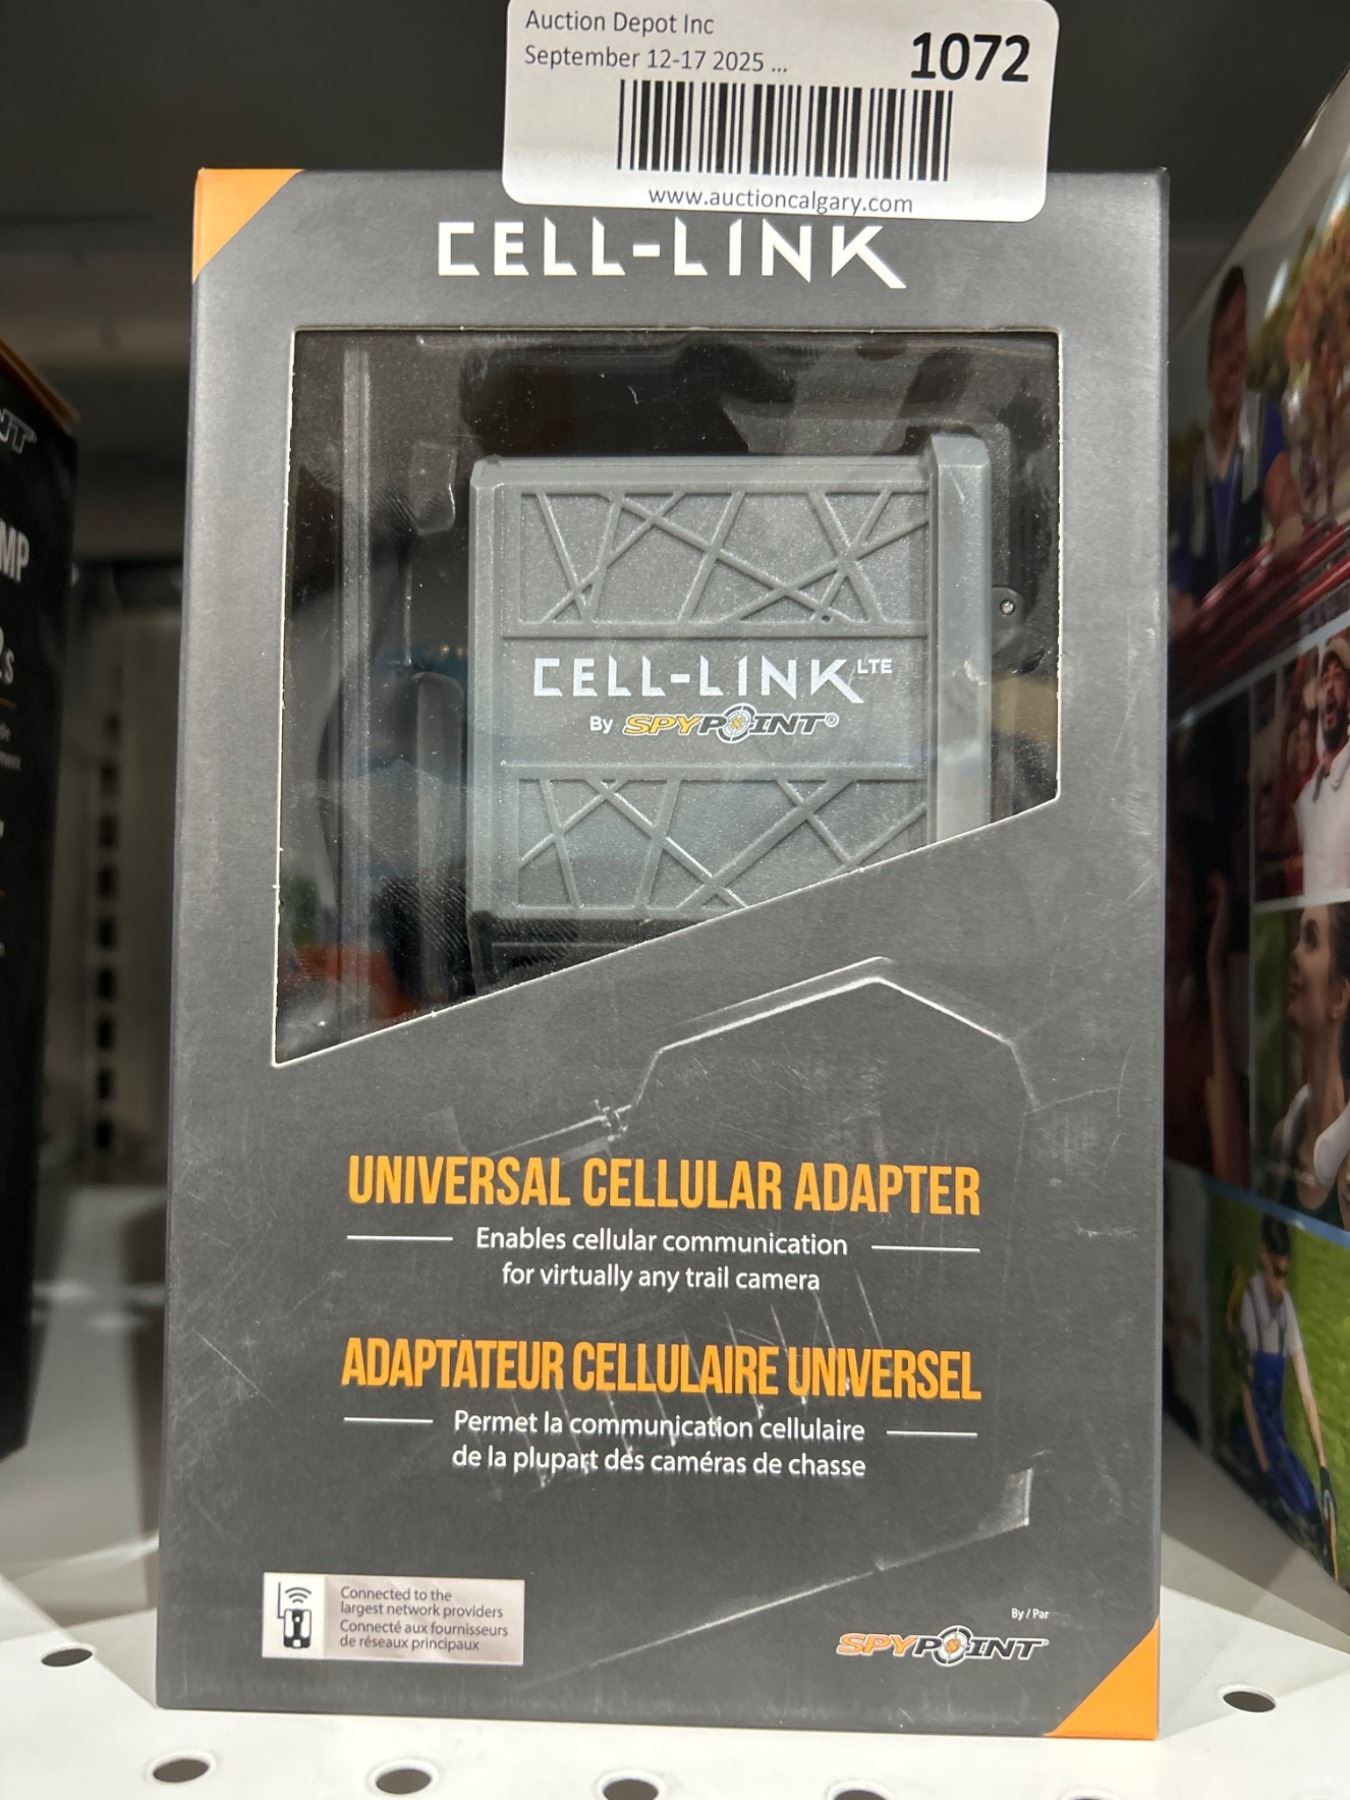 Auction Depot Inc
September 12-17 2025 ...
1072
www.auctioncalgary.com
CELL-LINK
CELL-LINK LTE
By SPYPOINT®
UNIVERSAL CELLULAR ADAPTER
Enables cellular communication
for virtually any trail camera
ADAPTATEUR CELLULAIRE UNIVERSEL
Permet la communication cellulaire
de la plupart des caméras de chasse
Connected to the
largest network providers
Connecté aux fournisseurs
de réseaux principaux
By / Par
SPYPOINT